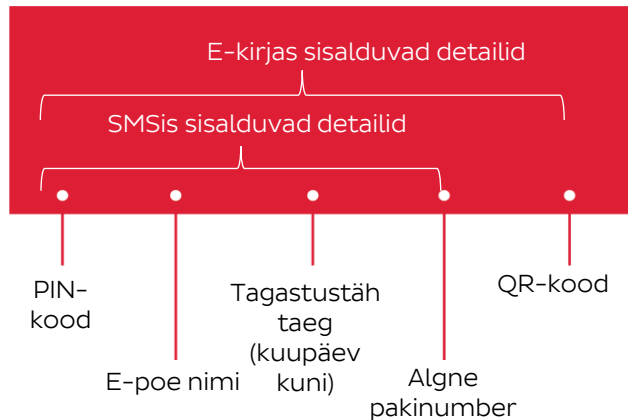 E-kirjas sisalduvad detailid
SMSis sisalduvad detailid
PIN-
kood
E-poe nimi
Tagastustäh
taeg
(kuupäev
kuni)
Algne
pakinumber
QR-kood